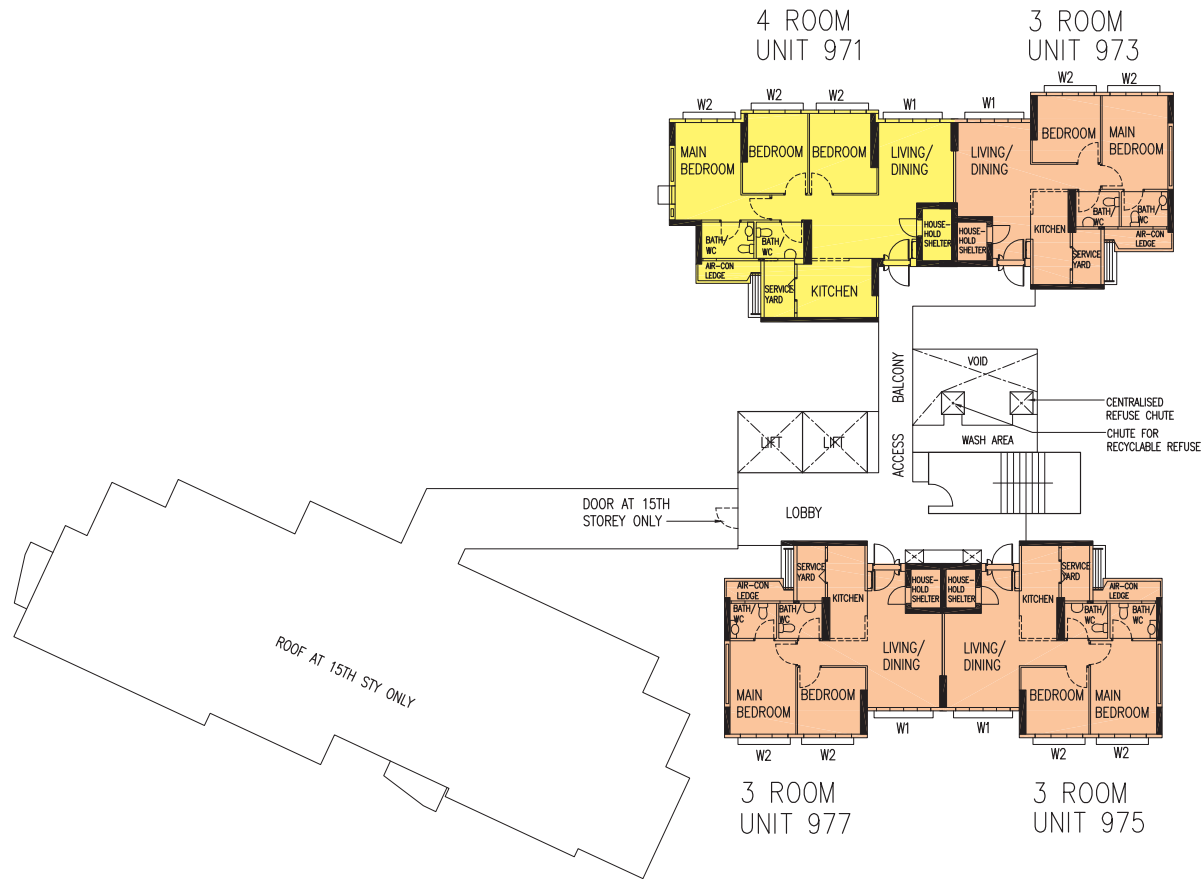 4 ROOM
UNIT 971
3 ROOM
UNIT 973
W2
W2
W2
W2
W2
W1
W1
MAIN
BEDROOM
BEDROOM
BEDROOM
LIVING/
DINING
LIVING/
DINING
BEDROOM
MAIN
BEDROOM
BATH/
WC
BATH/
WC
HOUSE-
HOLD
SHELTER
HOUSE-
HOLD
SHELTER
KITCHEN
BATH/
WC
BATH/
WC
AIR-CON
LEDGE
AIR-CON
LEDGE
SERVICE
YARD
KITCHEN
SERVICE
YARD
ACCESS BALCONY
VOID
CENTRALISED
REFUSE CHUTE
CHUTE FOR
RECYCLABLE REFUSE
WASH AREA
LIFT
LIFT
DOOR AT 15TH
STOREY ONLY
LOBBY
ROOF AT 15TH STY ONLY
AIR-CON
LEDGE
SERVICE
YARD
KITCHEN
HOUSE-
HOLD
SHELTER
HOUSE-
HOLD
SHELTER
KITCHEN
SERVICE
YARD
AIR-CON
LEDGE
BATH/
WC
BATH/
WC
BATH/
WC
BATH/
WC
LIVING/
DINING
LIVING/
DINING
MAIN
BEDROOM
BEDROOM
BEDROOM
MAIN
BEDROOM
W1
W1
W2
W2
W2
W2
3 ROOM
UNIT 977
3 ROOM
UNIT 975